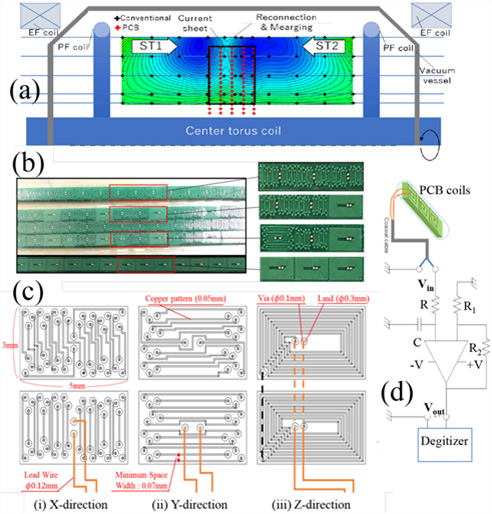 Conventional
PCB
Current
sheet
Reconnection
& Mearging
EF coil
PF coil
ST1
ST2
EF coil
PF coil
Vacuum
vessel
(a)
Center torus coil
(b)
PCB coils
Coaxial cable
Vin
R
R1
C
R2
-V
+V
Vout
(d)
Degitizer
(c)
Copper pattern (0.05mm)
Via (φ0.1mm)
Land (φ0.3mm)
3mm
5mm
Lead Wire
φ0.12mm
Minimum Space
Width : 0.07mm
(i) X-direction
(ii) Y-direction
(iii) Z-direction